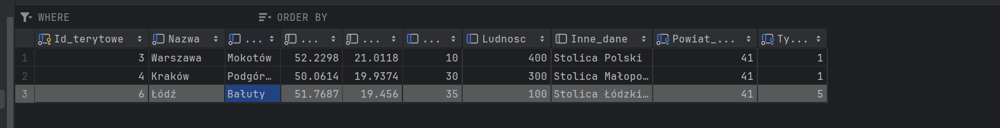 WHERE ORDER BY
Id_terytowe Nazwa ... ... ... ... Ludnosc Inne_dane Powiat_... Ty...
1 3 Warszawa Mokotów 52.2298 21.0118 10 400 Stolica Polski 41 1
2 4 Kraków Podgór… 50.0614 19.9374 30 300 Stolica Małopo… 41 1
3 6 Łódź Bałuty 51.7687 19.456 35 100 Stolica Łódzki… 41 5